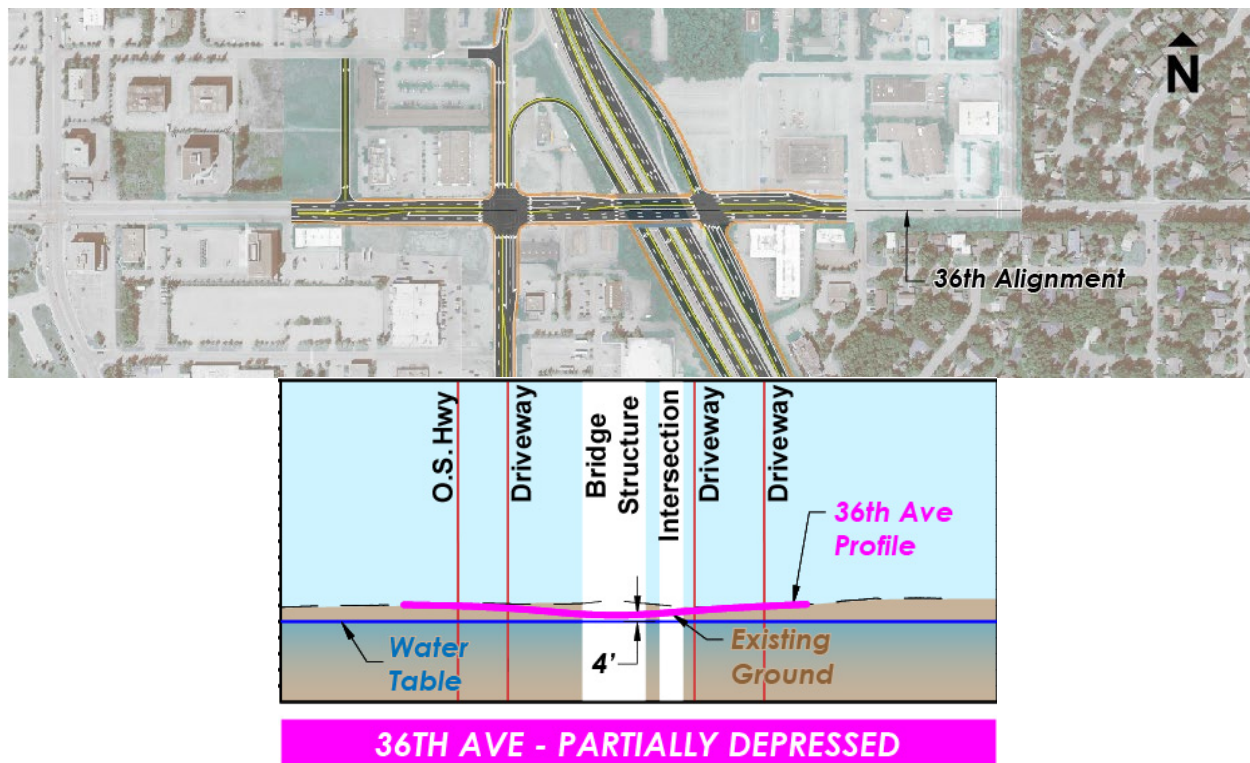 N
36th Alignment
O.S. Hwy
Driveway
Bridge
Structure
Intersection
Driveway
Driveway
36th Ave
Profile
Water
Table
4’
Existing
Ground
36TH AVE - PARTIALLY DEPRESSED